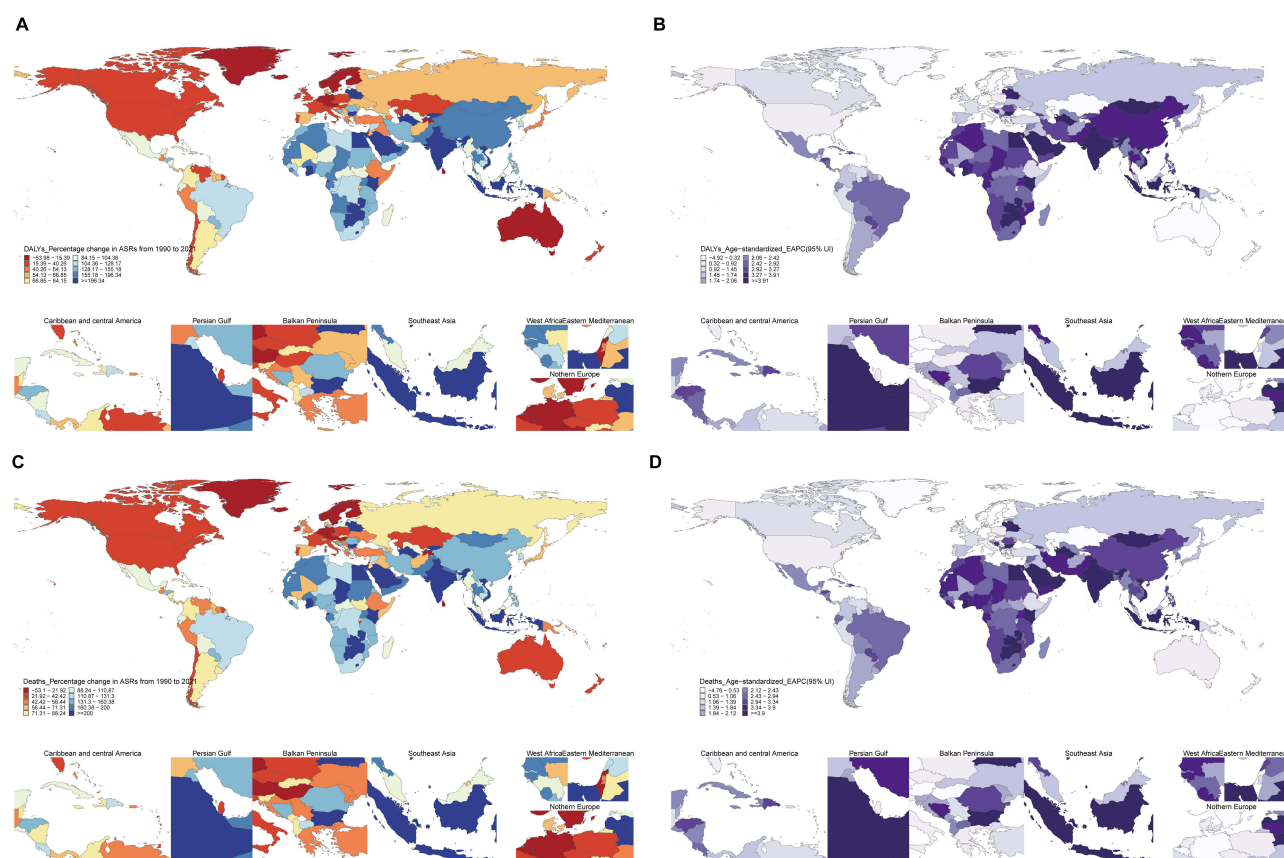 A
B
DALYs_Percentage change in ASRs from 1990 to 2021
−53.98 − 15.39
84.15 − 104.36
15.39 − 40.26
104.36 − 128.17
40.26 − 54.13
128.17 − 155.18
54.13 − 66.85
155.18 − 196.34
66.85 − 84.15
>=196.34
DALYs_Age−standardized_EAPC(95% UI)
−4.92 − 0.32
2.06 − 2.42
0.32 − 0.92
2.42 − 2.92
0.92 − 1.45
2.92 − 3.27
1.45 − 1.74
3.27 − 3.91
1.74 − 2.06
>=3.91
Caribbean and central America
Persian Gulf
Balkan Peninsula
Southeast Asia
West Africa
Eastern Mediterranean
Nothern Europe
Caribbean and central America
Persian Gulf
Balkan Peninsula
Southeast Asia
West Africa
Eastern Mediterranean
Nothern Europe
C
D
Deaths_Percentage change in ASRs from 1990 to 2021
−53.1 − 21.92
88.24 − 110.87
21.92 − 42.42
110.87 − 131.3
42.42 − 56.44
131.3 − 160.38
56.44 − 71.31
160.38 − 200
71.31 − 88.24
>=200
Deaths_Age−standardized_EAPC(95% UI)
−4.76 − 0.53
2.12 − 2.43
0.53 − 1.06
2.43 − 2.94
1.06 − 1.39
2.94 − 3.34
1.39 − 1.84
3.34 − 3.9
1.84 − 2.12
>=3.9
Caribbean and central America
Persian Gulf
Balkan Peninsula
Southeast Asia
West Africa
Eastern Mediterranean
Nothern Europe
Caribbean and central America
Persian Gulf
Balkan Peninsula
Southeast Asia
West Africa
Eastern Mediterranean
Nothern Europe